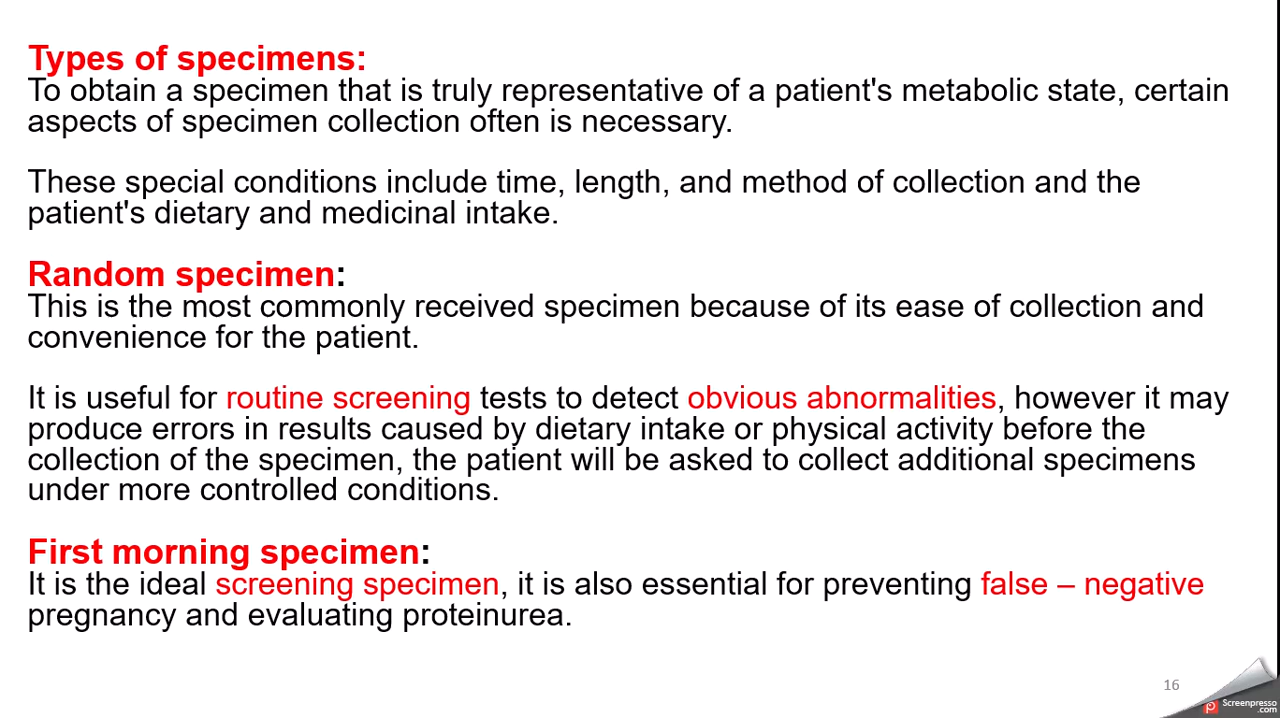 Types of specimens:
To obtain a specimen that is truly representative of a patient's metabolic state, certain
aspects of specimen collection often is necessary.
These special conditions include time, length, and method of collection and the
patient's dietary and medicinal intake.
Random specimen:
This is the most commonly received specimen because of its ease of collection and
convenience for the patient.
It is useful for routine screening tests to detect obvious abnormalities, however it may
produce errors in results caused by dietary intake or physical activity before the
collection of the specimen, the patient will be asked to collect additional specimens
under more controlled conditions.
First morning specimen:
It is the ideal screening specimen, it is also essential for preventing false – negative
pregnancy and evaluating proteinurea.
16
Screenpresso
.com